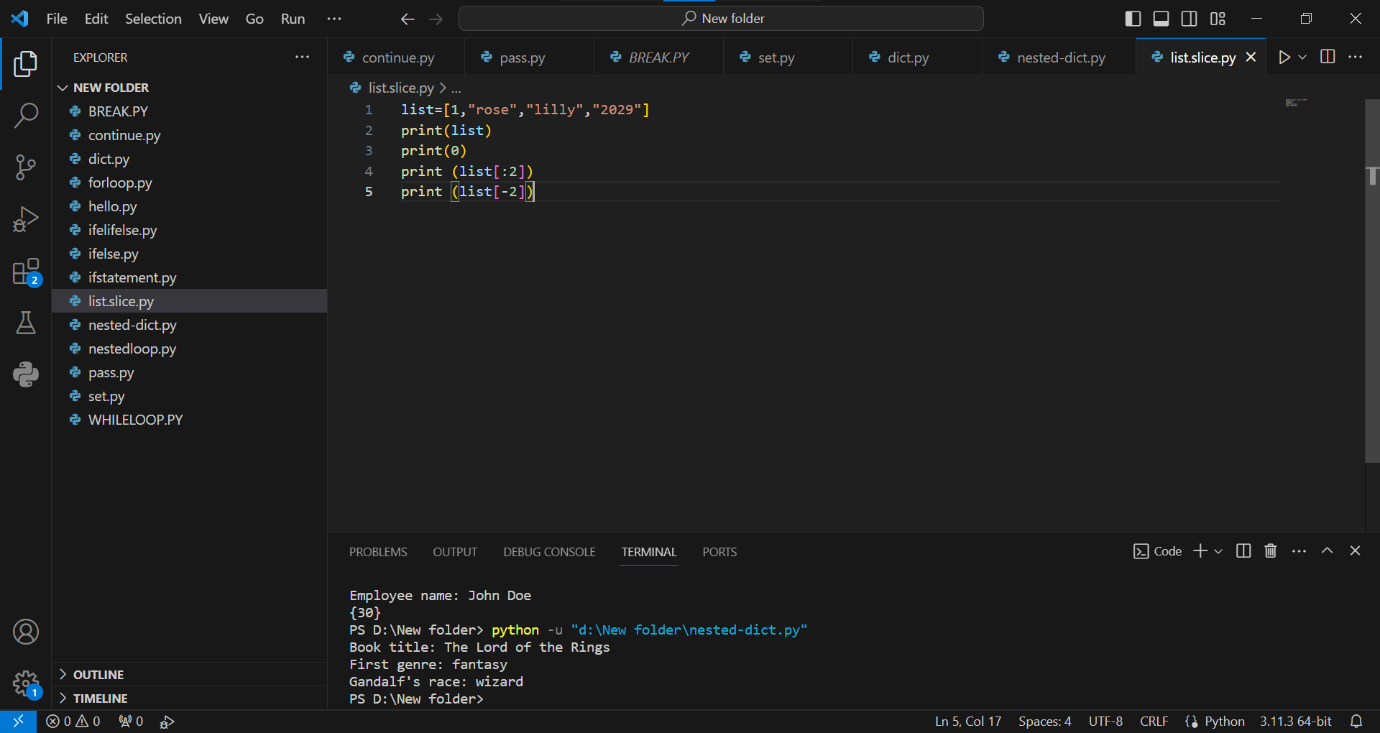 File Edit Selection View Go Run ··· New folder
EXPLORER ···
continue.py pass.py BREAK.PY set.py dict.py nested-dict.py list.slice.py
NEW FOLDER
BREAK.PY
continue.py
dict.py
forloop.py
hello.py
ifelifelse.py
ifelse.py
ifstatement.py
list.slice.py
nested-dict.py
nestedloop.py
pass.py
set.py
WHILELOOP.PY
2
1
OUTLINE
TIMELINE
list.slice.py > ...
1 list=[1,"rose","lilly","2029"]
2 print(list)
3 print(0)
4 print (list[:2])
5 print (list[-2])
PROBLEMS OUTPUT DEBUG CONSOLE TERMINAL PORTS Code
Employee name: John Doe
{30}
PS D:\New folder> python -u "d:\New folder\nested-dict.py"
Book title: The Lord of the Rings
First genre: fantasy
Gandalf's race: wizard
PS D:\New folder>
0 0 0 Ln 5, Col 17 Spaces: 4 UTF-8 CRLF Python 3.11.3 64-bit